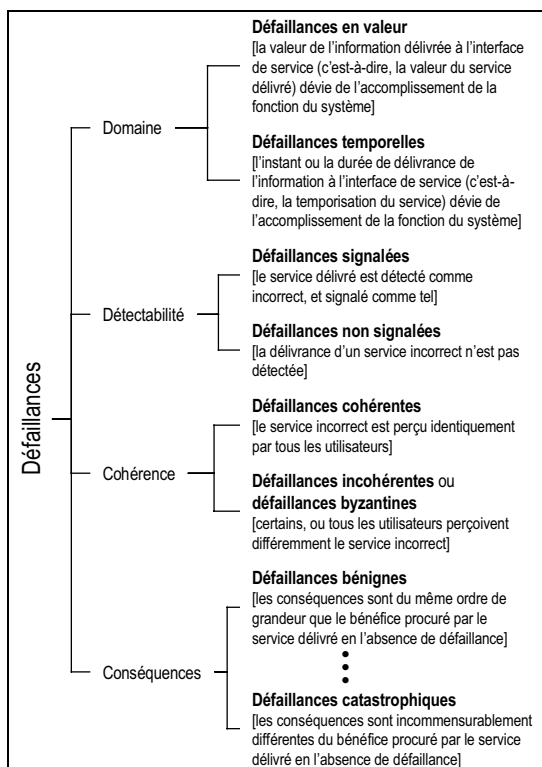 Défaillances
Domaine
Défaillances en valeur
[la valeur de l'information délivrée à l'interface
de service (c'est-à-dire, la valeur du service
délivré) dévie de l'accomplissement de la
fonction du système]
Défaillances temporelles
[l'instant ou la durée de délivrance de
l'information à l'interface de service (c'est-à-
dire, la temporisation du service) dévie de
l'accomplissement de la fonction du système]
Détectabilité
Défaillances signalées
[le service délivré est détecté comme
incorrect, et signalé comme tel]
Défaillances non signalées
[la délivrance d'un service incorrect n'est pas
détectée]
Cohérence
Défaillances cohérentes
[le service incorrect est perçu identiquement
par tous les utilisateurs]
Défaillances incohérentes ou
défaillances byzantines
[certains, ou tous les utilisateurs perçoivent
différemment le service incorrect]
Conséquences
Défaillances bénignes
[les conséquences sont du même ordre de
grandeur que le bénéfice procuré par le
service délivré en l'absence de défaillance]
Défaillances catastrophiques
[les conséquences sont incommensurablement
différentes du bénéfice procuré par le service
délivré en l'absence de défaillance]